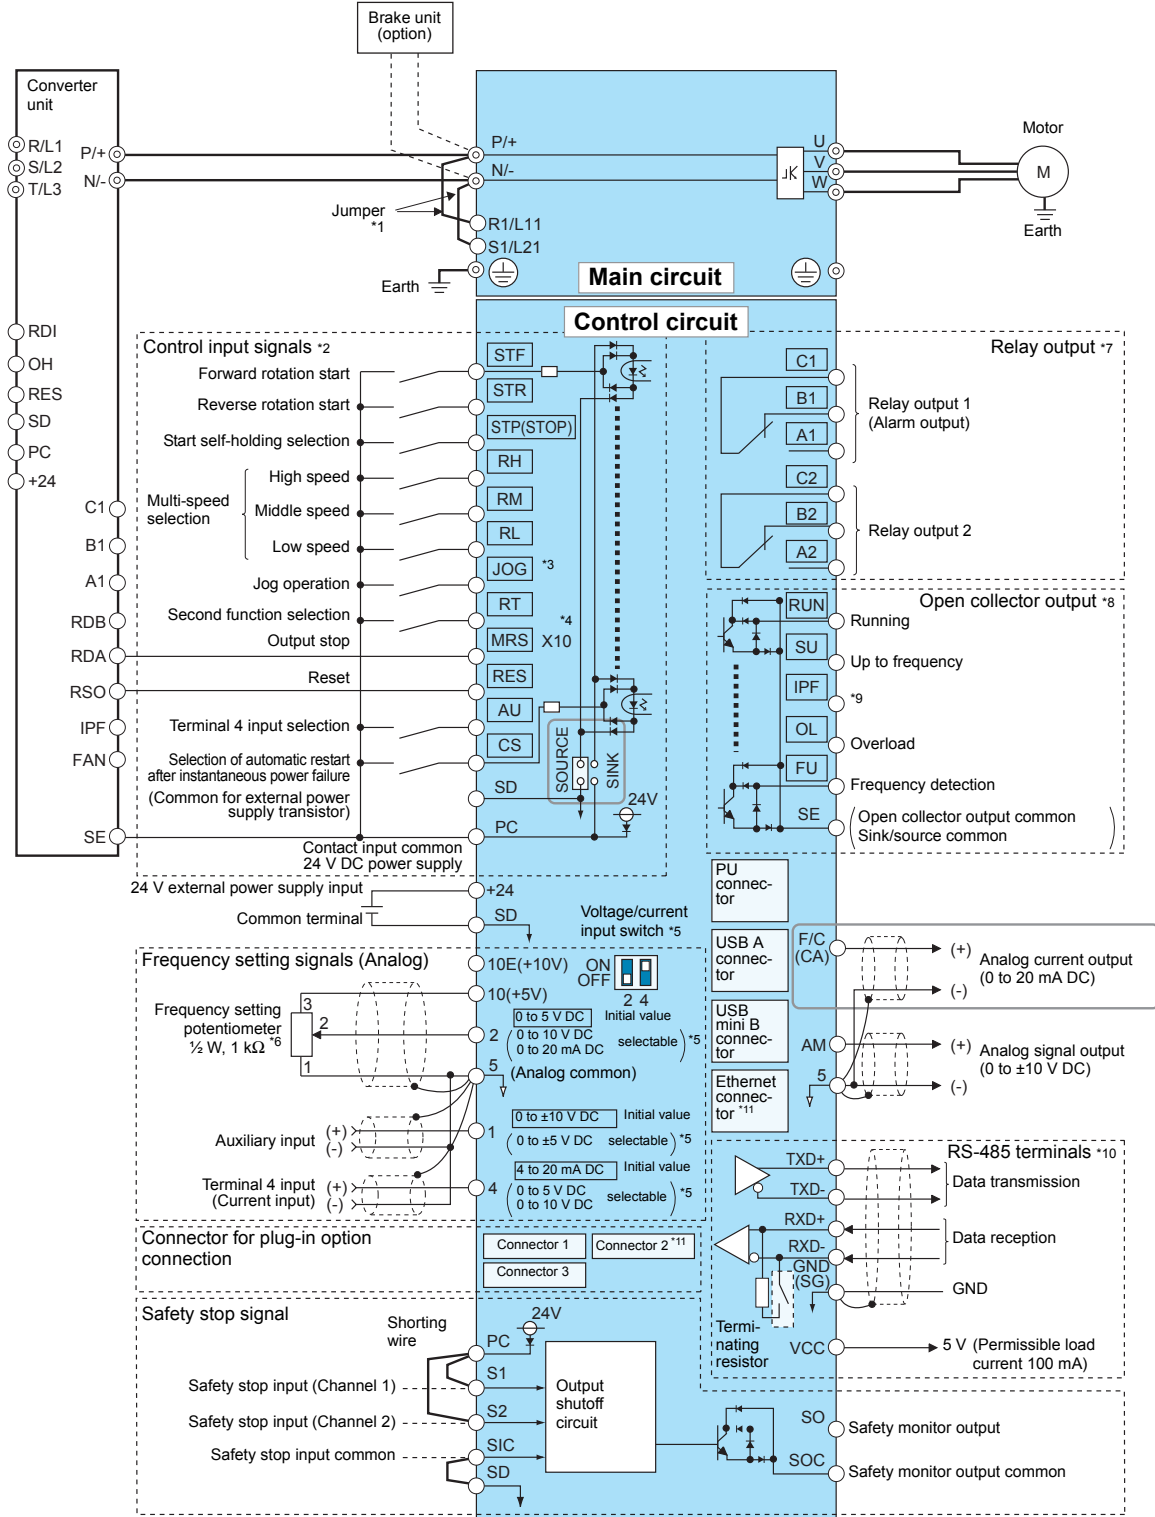 Brake unit
(option)
Converter
unit
R/L1
S/L2
T/L3
P/+
N/-
P/+
N/-
Jumper
*1
R1/L11
S1/L21
Earth
U
V
W
Motor
M
Earth
Main circuit
Control circuit
RDI
OH
RES
SD
PC
+24
C1
B1
A1
RDB
RDA
RSO
IPF
FAN
SE
Control input signals *2
Forward rotation start
Reverse rotation start
Start self-holding selection
Multi-speed
selection
High speed
Middle speed
Low speed
Jog operation
Second function selection
Output stop
Reset
Terminal 4 input selection
Selection of automatic restart
after instantaneous power failure
(Common for external power
supply transistor)
Contact input common
24 V DC power supply
STF
STR
STP(STOP)
RH
RM
RL
JOG *3
RT
*4
MRS X10
RES
AU
CS
SD
PC
SOURCE
SINK
24V
Relay output *7
C1
B1
A1
Relay output 1
(Alarm output)
C2
B2
A2
Relay output 2
Open collector output *8
RUN
Running
SU
Up to frequency
IPF
*9
OL
Overload
FU
Frequency detection
SE
(Open collector output common
Sink/source common)
24 V external power supply input
Common terminal
+24
SD
Voltage/current
input switch *5
ON
OFF
2 4
PU
connec-
tor
USB A
connec-
tor
USB
mini B
connec-
tor
Ethernet
connec-
tor *11
F/C
(CA)
(+)
(-)
Analog current output
(0 to 20 mA DC)
AM
5
(+)
(-)
Analog signal output
(0 to ±10 V DC)
Frequency setting signals (Analog)
Frequency setting
potentiometer
½ W, 1 kΩ *6
3
2
1
10E(+10V)
10(+5V)
2
0 to 5 V DC Initial value
(0 to 10 V DC
0 to 20 mA DC selectable) *5
5 (Analog common)
Auxiliary input (+)
(-)
1
0 to ±10 V DC Initial value
(0 to ±5 V DC selectable) *5
Terminal 4 input
(Current input)
(+)
(-)
4
4 to 20 mA DC Initial value
(0 to 5 V DC
0 to 10 V DC selectable) *5
Connector for plug-in option
connection
Connector 1
Connector 2 *11
Connector 3
RS-485 terminals *10
TXD+
TXD-
Data transmission
RXD+
RXD-
Data reception
GND
(SG)
GND
Termi-
nating
resistor
VCC
5 V (Permissible load
current 100 mA)
Safety stop signal
Shorting
wire
24V
PC
S1
S2
SIC
SD
Safety stop input (Channel 1)
Safety stop input (Channel 2)
Safety stop input common
Output
shutoff
circuit
SO
Safety monitor output
SOC
Safety monitor output common